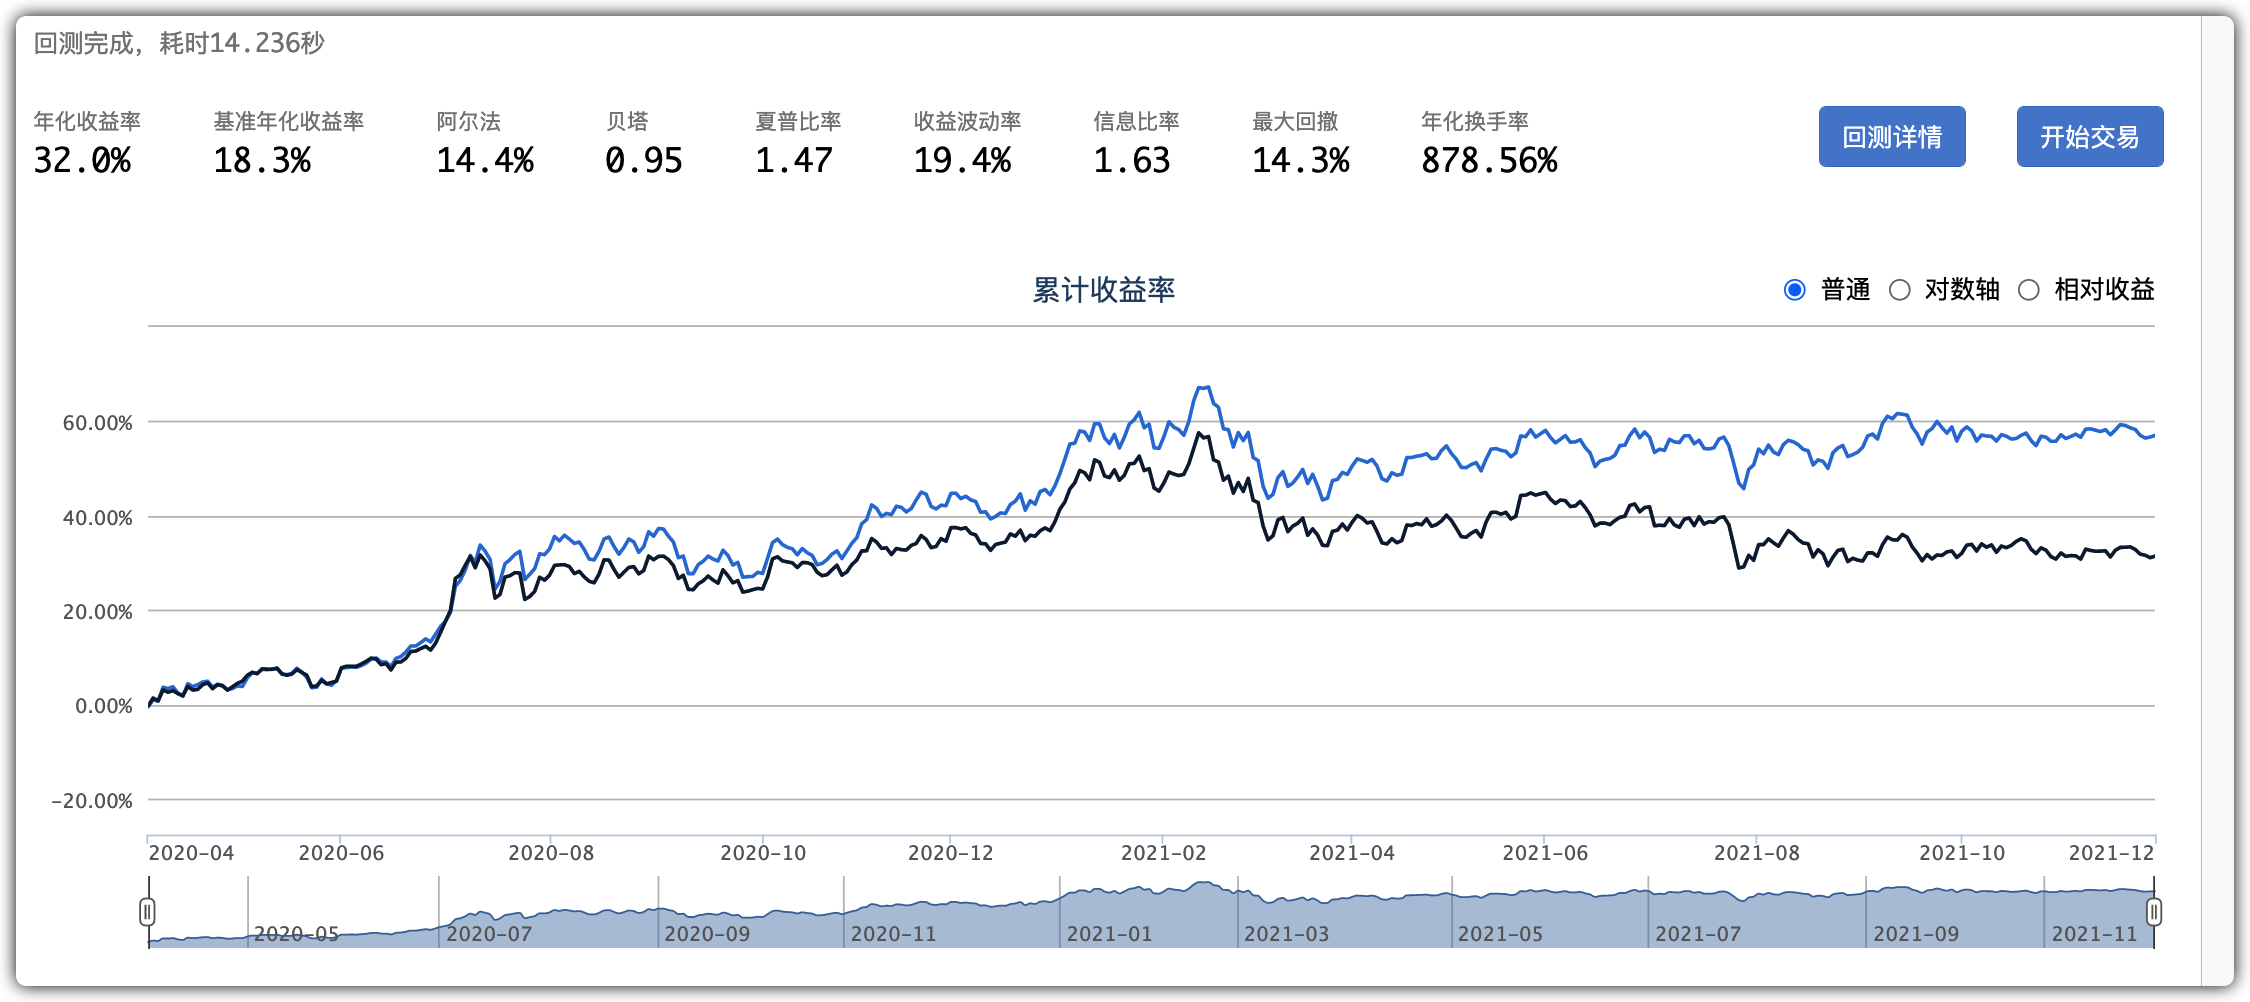 回测完成，耗时14.236秒
年化收益率 基准年化收益率 阿尔法 贝塔 夏普比率 收益波动率 信息比率 最大回撤 年化换手率
32.0% 18.3% 14.4% 0.95 1.47 19.4% 1.63 14.3% 878.56%
回测详情 开始交易
累计收益率
普通 对数轴 相对收益
60.00%
40.00%
20.00%
0.00%
-20.00%
2020-04 2020-06 2020-08 2020-10 2020-12 2021-02 2021-04 2021-06 2021-08 2021-10 2021-12
2020-05 2020-07 2020-09 2020-11 2021-01 2021-03 2021-05 2021-07 2021-09 2021-11